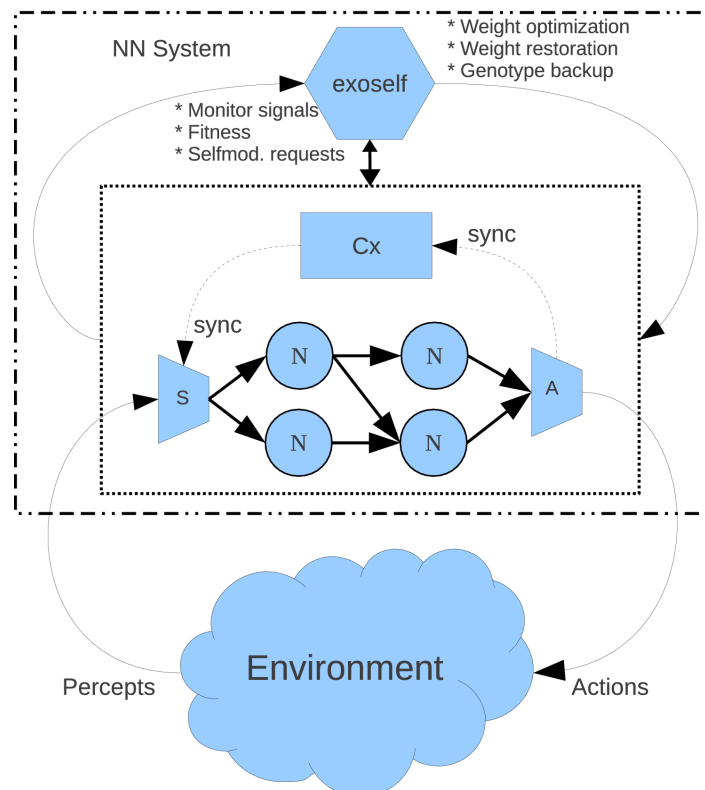 * Weight optimization
* Weight restoration
* Genotype backup
NN System
exoself
* Monitor signals
* Fitness
* Selfmod. requests
Cx
sync
sync
N
N
S
A
N
N
Environment
Percepts
Actions